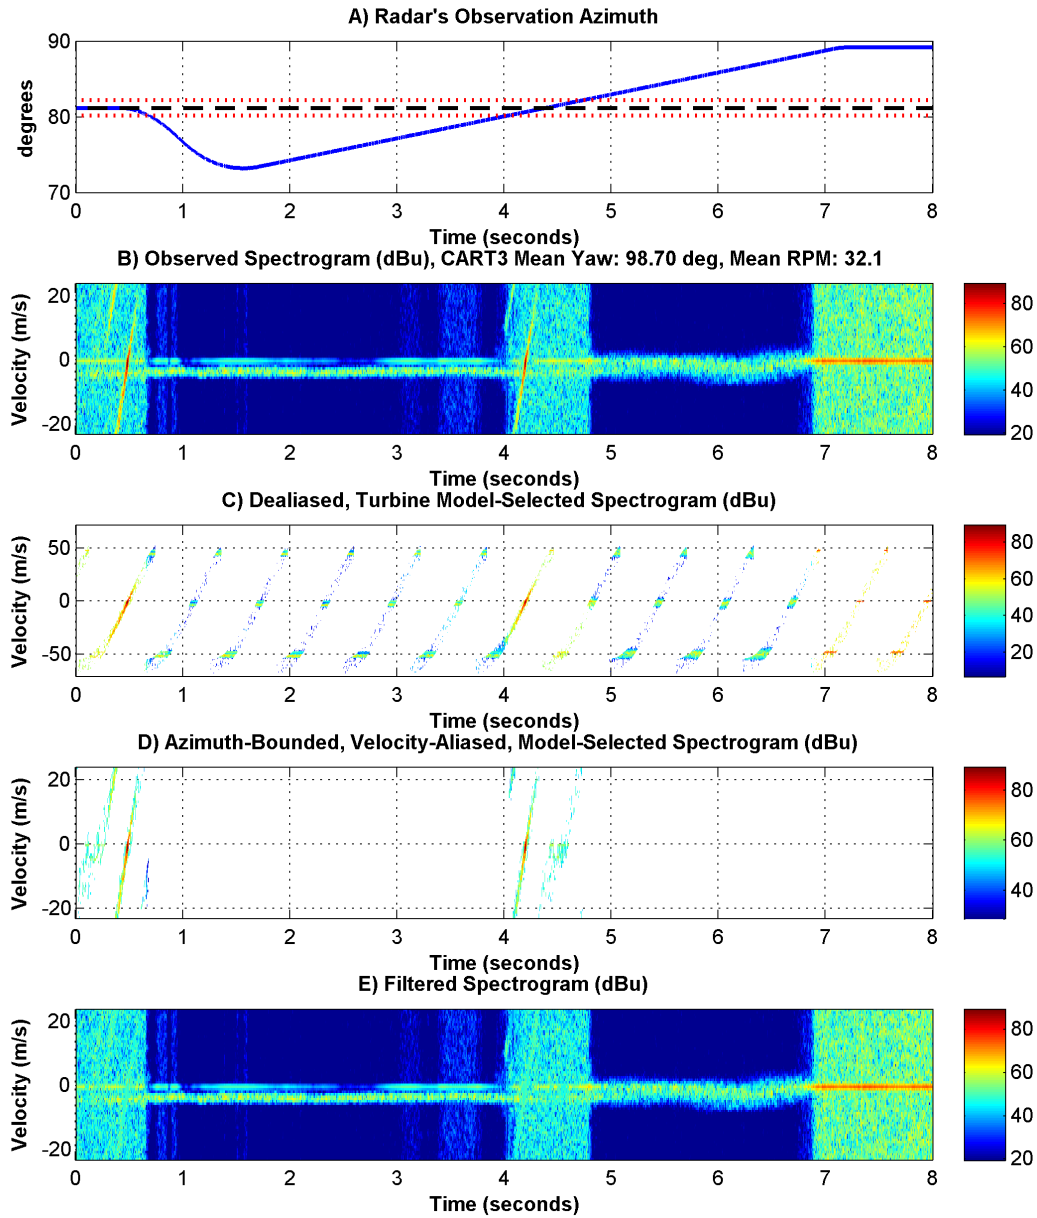 A) Radar's Observation Azimuth
90
80
70
degrees
0 1 2 3 4 5 6 7 8
Time (seconds)
B) Observed Spectrogram (dBu), CART3 Mean Yaw: 98.70 deg, Mean RPM: 32.1
20
0
-20
Velocity (m/s)
80
60
40
20
0 1 2 3 4 5 6 7 8
Time (seconds)
C) Dealiased, Turbine Model-Selected Spectrogram (dBu)
50
0
-50
Velocity (m/s)
80
60
40
20
0 1 2 3 4 5 6 7 8
Time (seconds)
D) Azimuth-Bounded, Velocity-Aliased, Model-Selected Spectrogram (dBu)
20
0
-20
Velocity (m/s)
80
60
40
0 1 2 3 4 5 6 7 8
Time (seconds)
E) Filtered Spectrogram (dBu)
20
0
-20
Velocity (m/s)
80
60
40
20
0 1 2 3 4 5 6 7 8
Time (seconds)